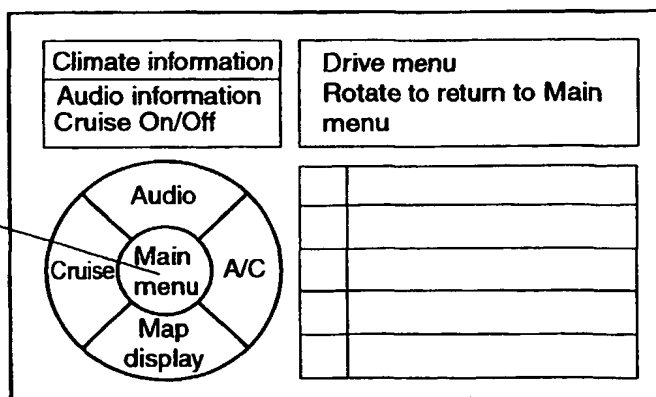 Climate information
Audio information
Cruise On/Off
Drive menu
Rotate to return to Main
menu
Audio
Cruise
Main
menu
A/C
Map
display